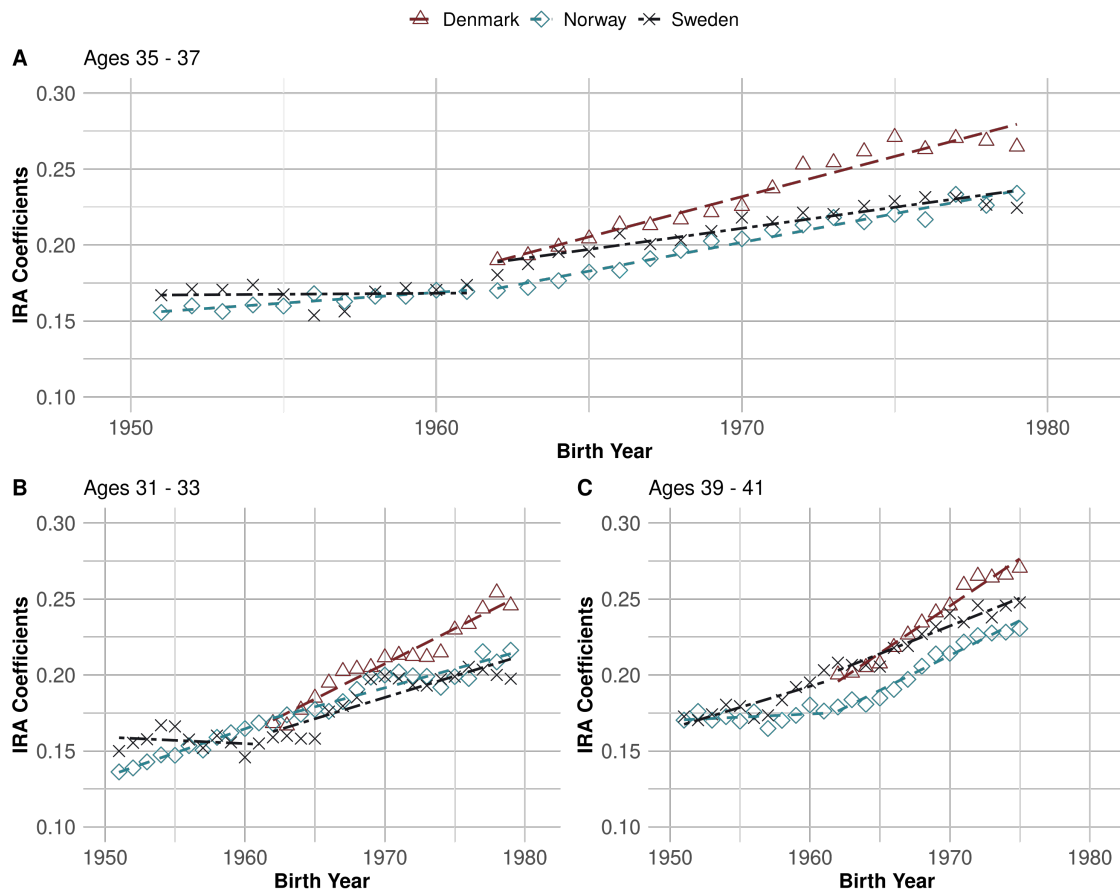 Denmark Norway Sweden
A Ages 35 - 37
0.30
0.25
0.20
0.15
0.10
IRA Coefficients
1950 1960 1970 1980
Birth Year
B Ages 31 - 33
0.30
0.25
0.20
0.15
0.10
IRA Coefficients
1950 1960 1970 1980
Birth Year
C Ages 39 - 41
0.30
0.25
0.20
0.15
0.10
IRA Coefficients
1950 1960 1970 1980
Birth Year